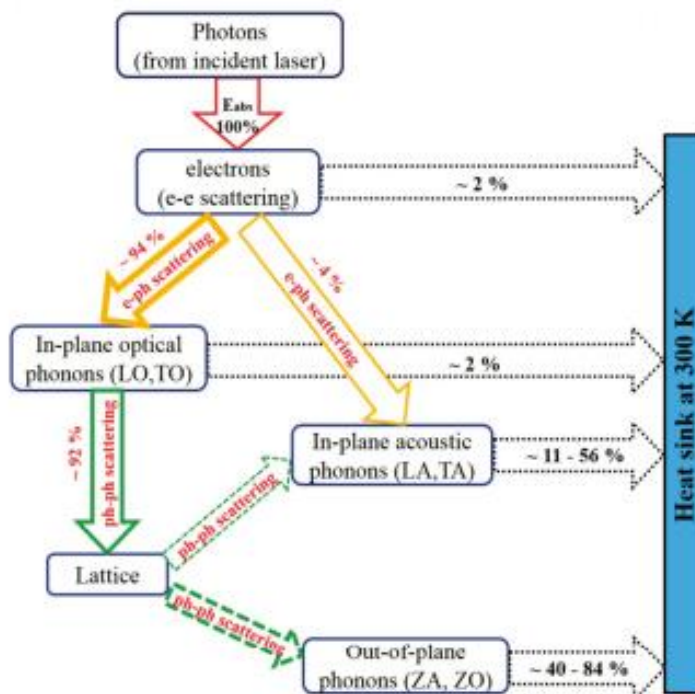 Photons
(from incident laser)
Eabs
100%
electrons
(e-e scattering)
~ 2 %
~ 94 %
e-ph scattering
~ 4 %
e-ph scattering
In-plane optical
phonons (LO,TO)
~ 2 %
~ 92 %
ph-ph scattering
In-plane acoustic
phonons (LA,TA)
~ 11 - 56 %
ph-ph scattering
Lattice
ph-ph scattering
Out-of-plane
phonons (ZA, ZO)
~ 40 - 84 %
Heat sink at 300 K